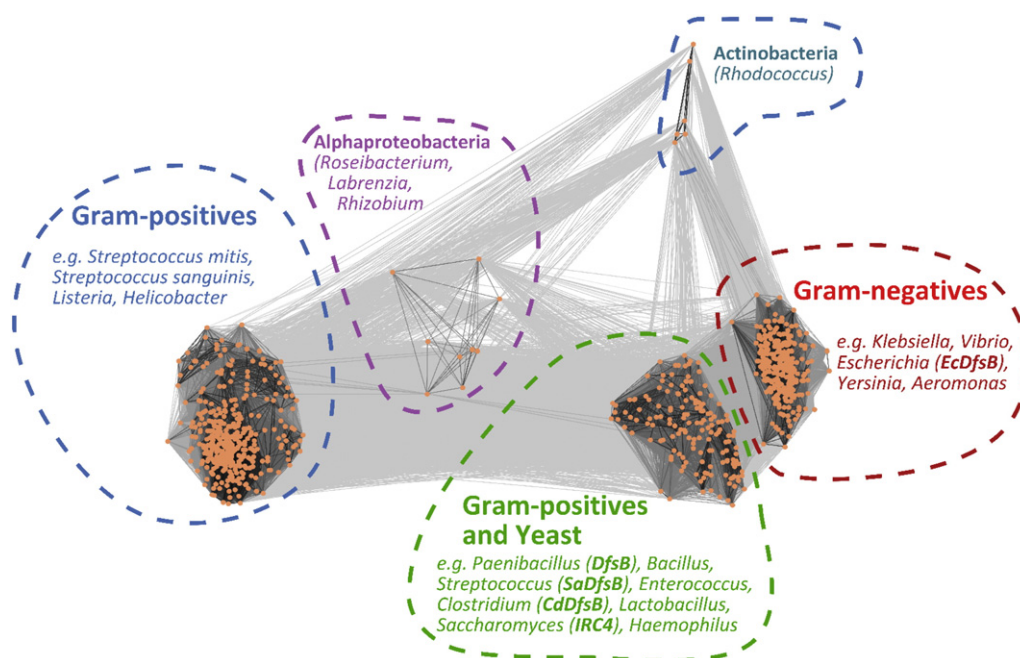 Actinobacteria
(Rhodococcus)
Alphaproteobacteria
(Roseibacterium,
Labrenzia,
Rhizobium
Gram-positives
e.g. Streptococcus mitis,
Streptococcus sanguinis,
Listeria, Helicobacter
Gram-negatives
e.g. Klebsiella, Vibrio,
Escherichia (EcDfsB),
Yersinia, Aeromonas
Gram-positives
and Yeast
e.g. Paenibacillus (DfsB), Bacillus,
Streptococcus (SaDfsB), Enterococcus,
Clostridium (CdDfsB), Lactobacillus,
Saccharomyces (IRC4), Haemophilus